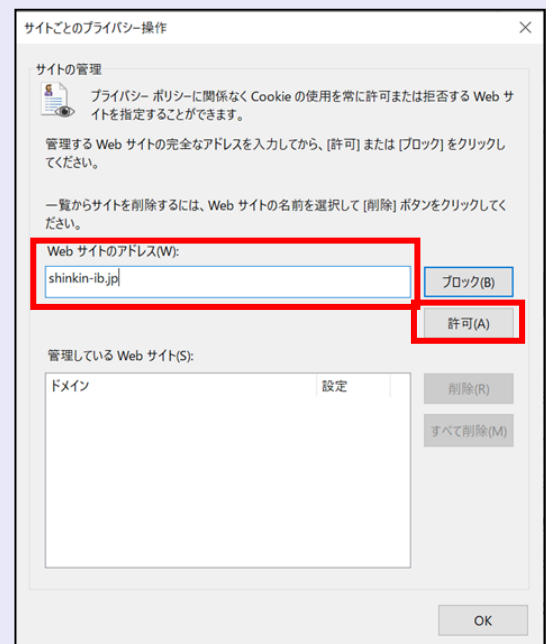 サイトごとのプライバシー操作
サイトの管理
プライバシー ポリシーに関係なく Cookie の使用を常に許可または拒否する Web サ
イトを指定することができます。
管理する Web サイトの完全なアドレスを入力してから、[許可] または [ブロック] をクリックし
てください。
一覧からサイトを削除するには、Web サイトの名前を選択して [削除] ボタンをクリックしてく
ださい。
Web サイトのアドレス(W):
shinkin-ib.jp
ブロック(B)
許可(A)
管理している Web サイト(S):
ドメイン 設定
削除(R)
すべて削除(M)
OK